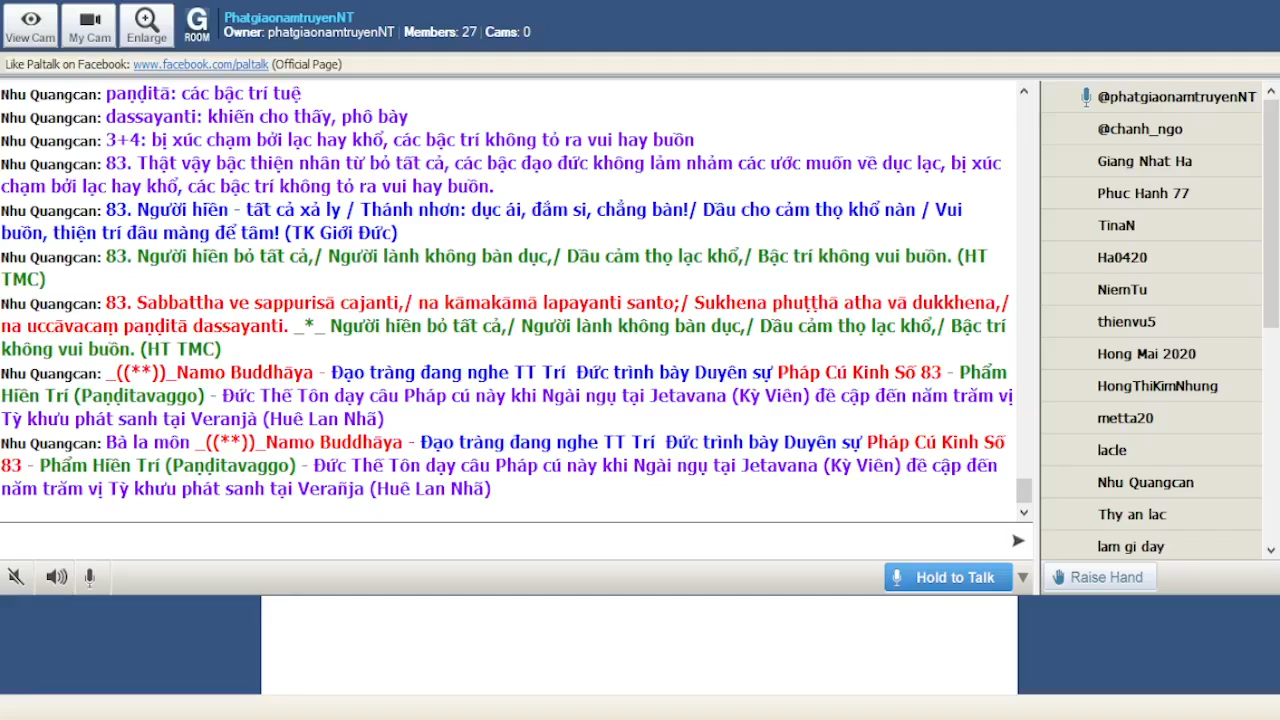 PhatgiaonamtruyenNT
View Cam My Cam Enlarge G ROOM Owner: phatgiaonamtruyenNT | Members: 27 | Cams: 0
Like Paltalk on Facebook: www.facebook.com/paltalk (Official Page)
Nhu Quangcan: paṇḍitā: các bậc trí tuệ
Nhu Quangcan: dassayanti: khiến cho thấy, phô bày
Nhu Quangcan: 3+4: bị xúc chạm bởi lạc hay khổ, các bậc trí không tỏ ra vui hay buồn
Nhu Quangcan: 83. Thật vậy bậc thiện nhân từ bỏ tất cả, các bậc đạo đức không lảm nhảm các ước muốn về dục lạc, bị xúc
chạm bởi lạc hay khổ, các bậc trí không tỏ ra vui hay buồn.
Nhu Quangcan: 83. Người hiền - tất cả xả ly / Thánh nhơn: dục ái, đắm si, chẳng bàn!/ Dầu cho cảm thọ khổ nàn / Vui
buồn, thiện trí đâu màng để tâm! (TK Giới Đức)
Nhu Quangcan: 83. Người hiền bỏ tất cả,/ Người lành không bàn dục,/ Dầu cảm thọ lạc khổ,/ Bậc trí không vui buồn. (HT
TMC)
Nhu Quangcan: 83. Sabbattha ve sappurisā cajanti,/ na kāmakāmā lapayanti santo;/ Sukhena phuṭṭhā atha vā dukkhena,/
na uccāvacaṃ paṇḍitā dassayanti. _*_ Người hiền bỏ tất cả,/ Người lành không bàn dục,/ Dầu cảm thọ lạc khổ,/ Bậc trí
không vui buồn. (HT TMC)
Nhu Quangcan: _((**))_Namo Buddhāya - Đạo tràng đang nghe TT Trí Đức trình bày Duyên sự Pháp Cú Kinh Số 83 - Phẩm
Hiền Trí (Paṇḍitavaggo) - Đức Thế Tôn dạy câu Pháp cú này khi Ngài ngụ tại Jetavana (Kỳ Viên) đề cập đến năm trăm vị
Tỳ khưu phát sanh tại Veranjà (Huê Lan Nhã)
Nhu Quangcan: Bà la môn _((**))_Namo Buddhāya - Đạo tràng đang nghe TT Trí Đức trình bày Duyên sự Pháp Cú Kinh Số
83 - Phẩm Hiền Trí (Paṇḍitavaggo) - Đức Thế Tôn dạy câu Pháp cú này khi Ngài ngụ tại Jetavana (Kỳ Viên) đề cập đến
năm trăm vị Tỳ khưu phát sanh tại Verañja (Huê Lan Nhã)
Hold to Talk
@phatgiaonamtruyenNT
@chanh_ngo
Giang Nhat Ha
Phuc Hanh 77
TinaN
Ha0420
NiemTu
thienvu5
Hong Mai 2020
HongThiKimNhung
metta20
lacle
Nhu Quangcan
Thy an lac
lam gi day
Raise Hand